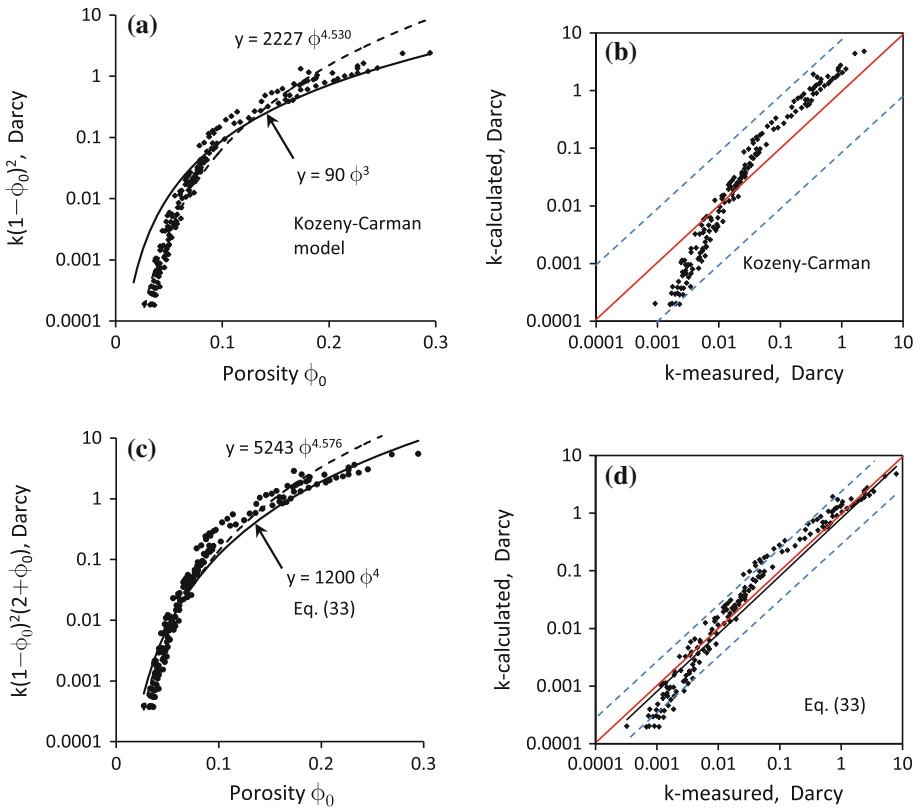 (a)
10
1
0.1
0.01
0.001
0.0001
k(1−ϕ₀)², Darcy
y = 2227 ϕ^4.530
y = 90 ϕ³
Kozeny-Carman
model
0 0.1 0.2 0.3
Porosity ϕ₀
(b)
10
1
0.1
0.01
0.001
0.0001
k-calculated, Darcy
Kozeny-Carman
0.0001 0.001 0.01 0.1 1 10
k-measured, Darcy
(c)
10
1
0.1
0.01
0.001
0.0001
k(1−ϕ₀)²(2+ϕ₀), Darcy
y = 5243 ϕ^4.576
y = 1200 ϕ⁴
Eq. (33)
0 0.1 0.2 0.3
Porosity ϕ₀
(d)
10
1
0.1
0.01
0.001
0.0001
k-calculated, Darcy
Eq. (33)
0.0001 0.001 0.01 0.1 1 10
k-measured, Darcy